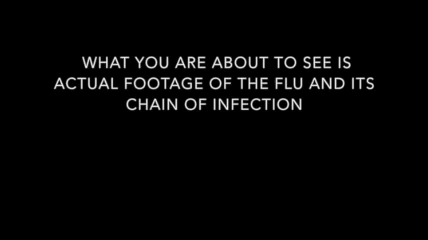 WHAT YOU ARE ABOUT TO SEE IS
ACTUAL FOOTAGE OF THE FLU AND ITS
CHAIN OF INFECTION